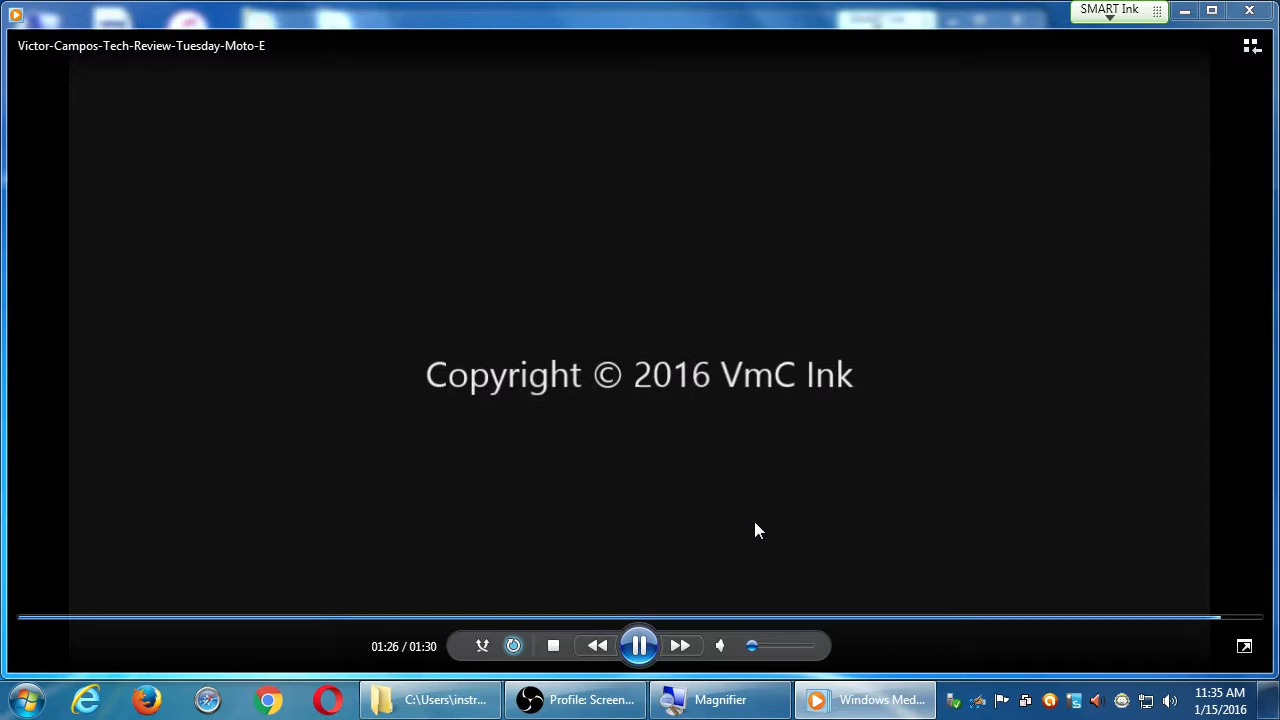 SMART Ink
Victor-Campos-Tech-Review-Tuesday-Moto-E
Copyright © 2016 VmC Ink
01:26 / 01:30
C:\Users\instr...
Profile: Screen...
Magnifier
Windows Med...
11:35 AM
1/15/2016